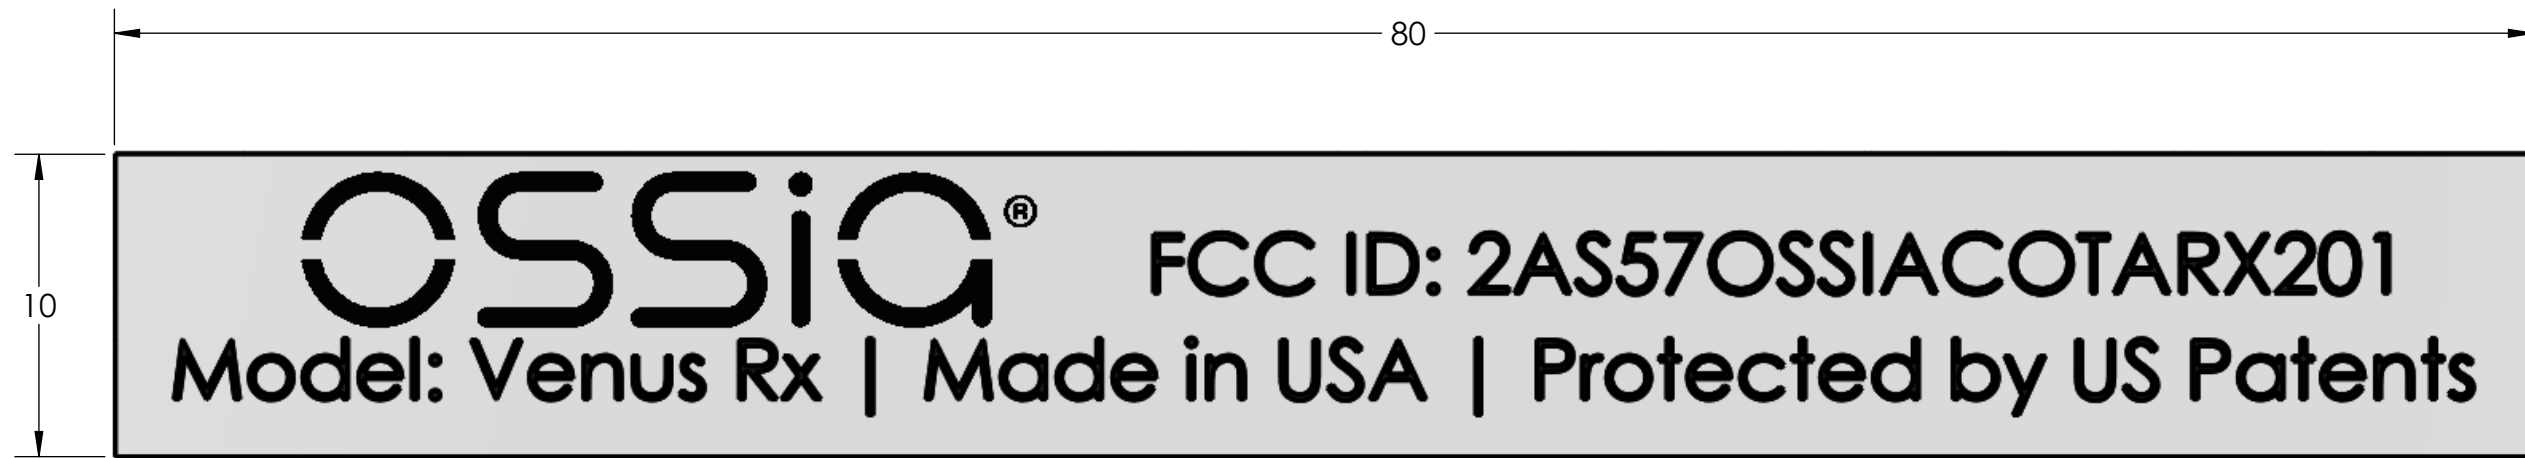 80
10
ossia® FCC ID: 2AS57OSSIACOTARX201
Model: Venus Rx | Made in USA | Protected by US Patents